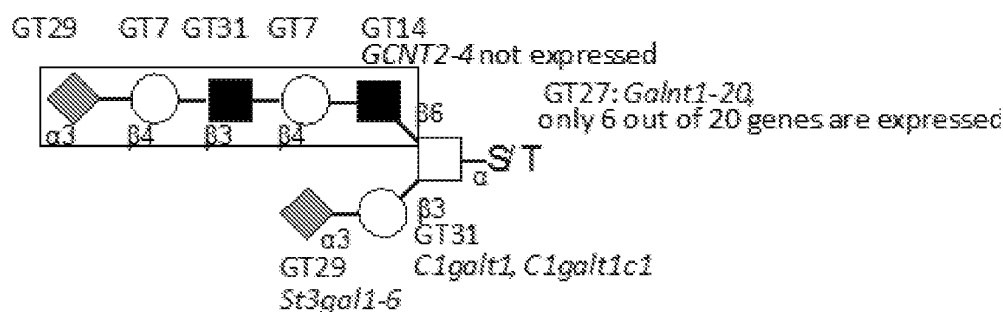 GT29 GT7 GT31 GT7 GT14
GCNT2-4 not expressed
GT27: Galnt1-20,
only 6 out of 20 genes are expressed
α3 β4 β3 β4 β6
α S/T
α3 β3
GT31
C1galt1, C1galt1c1
GT29
St3gal1-6